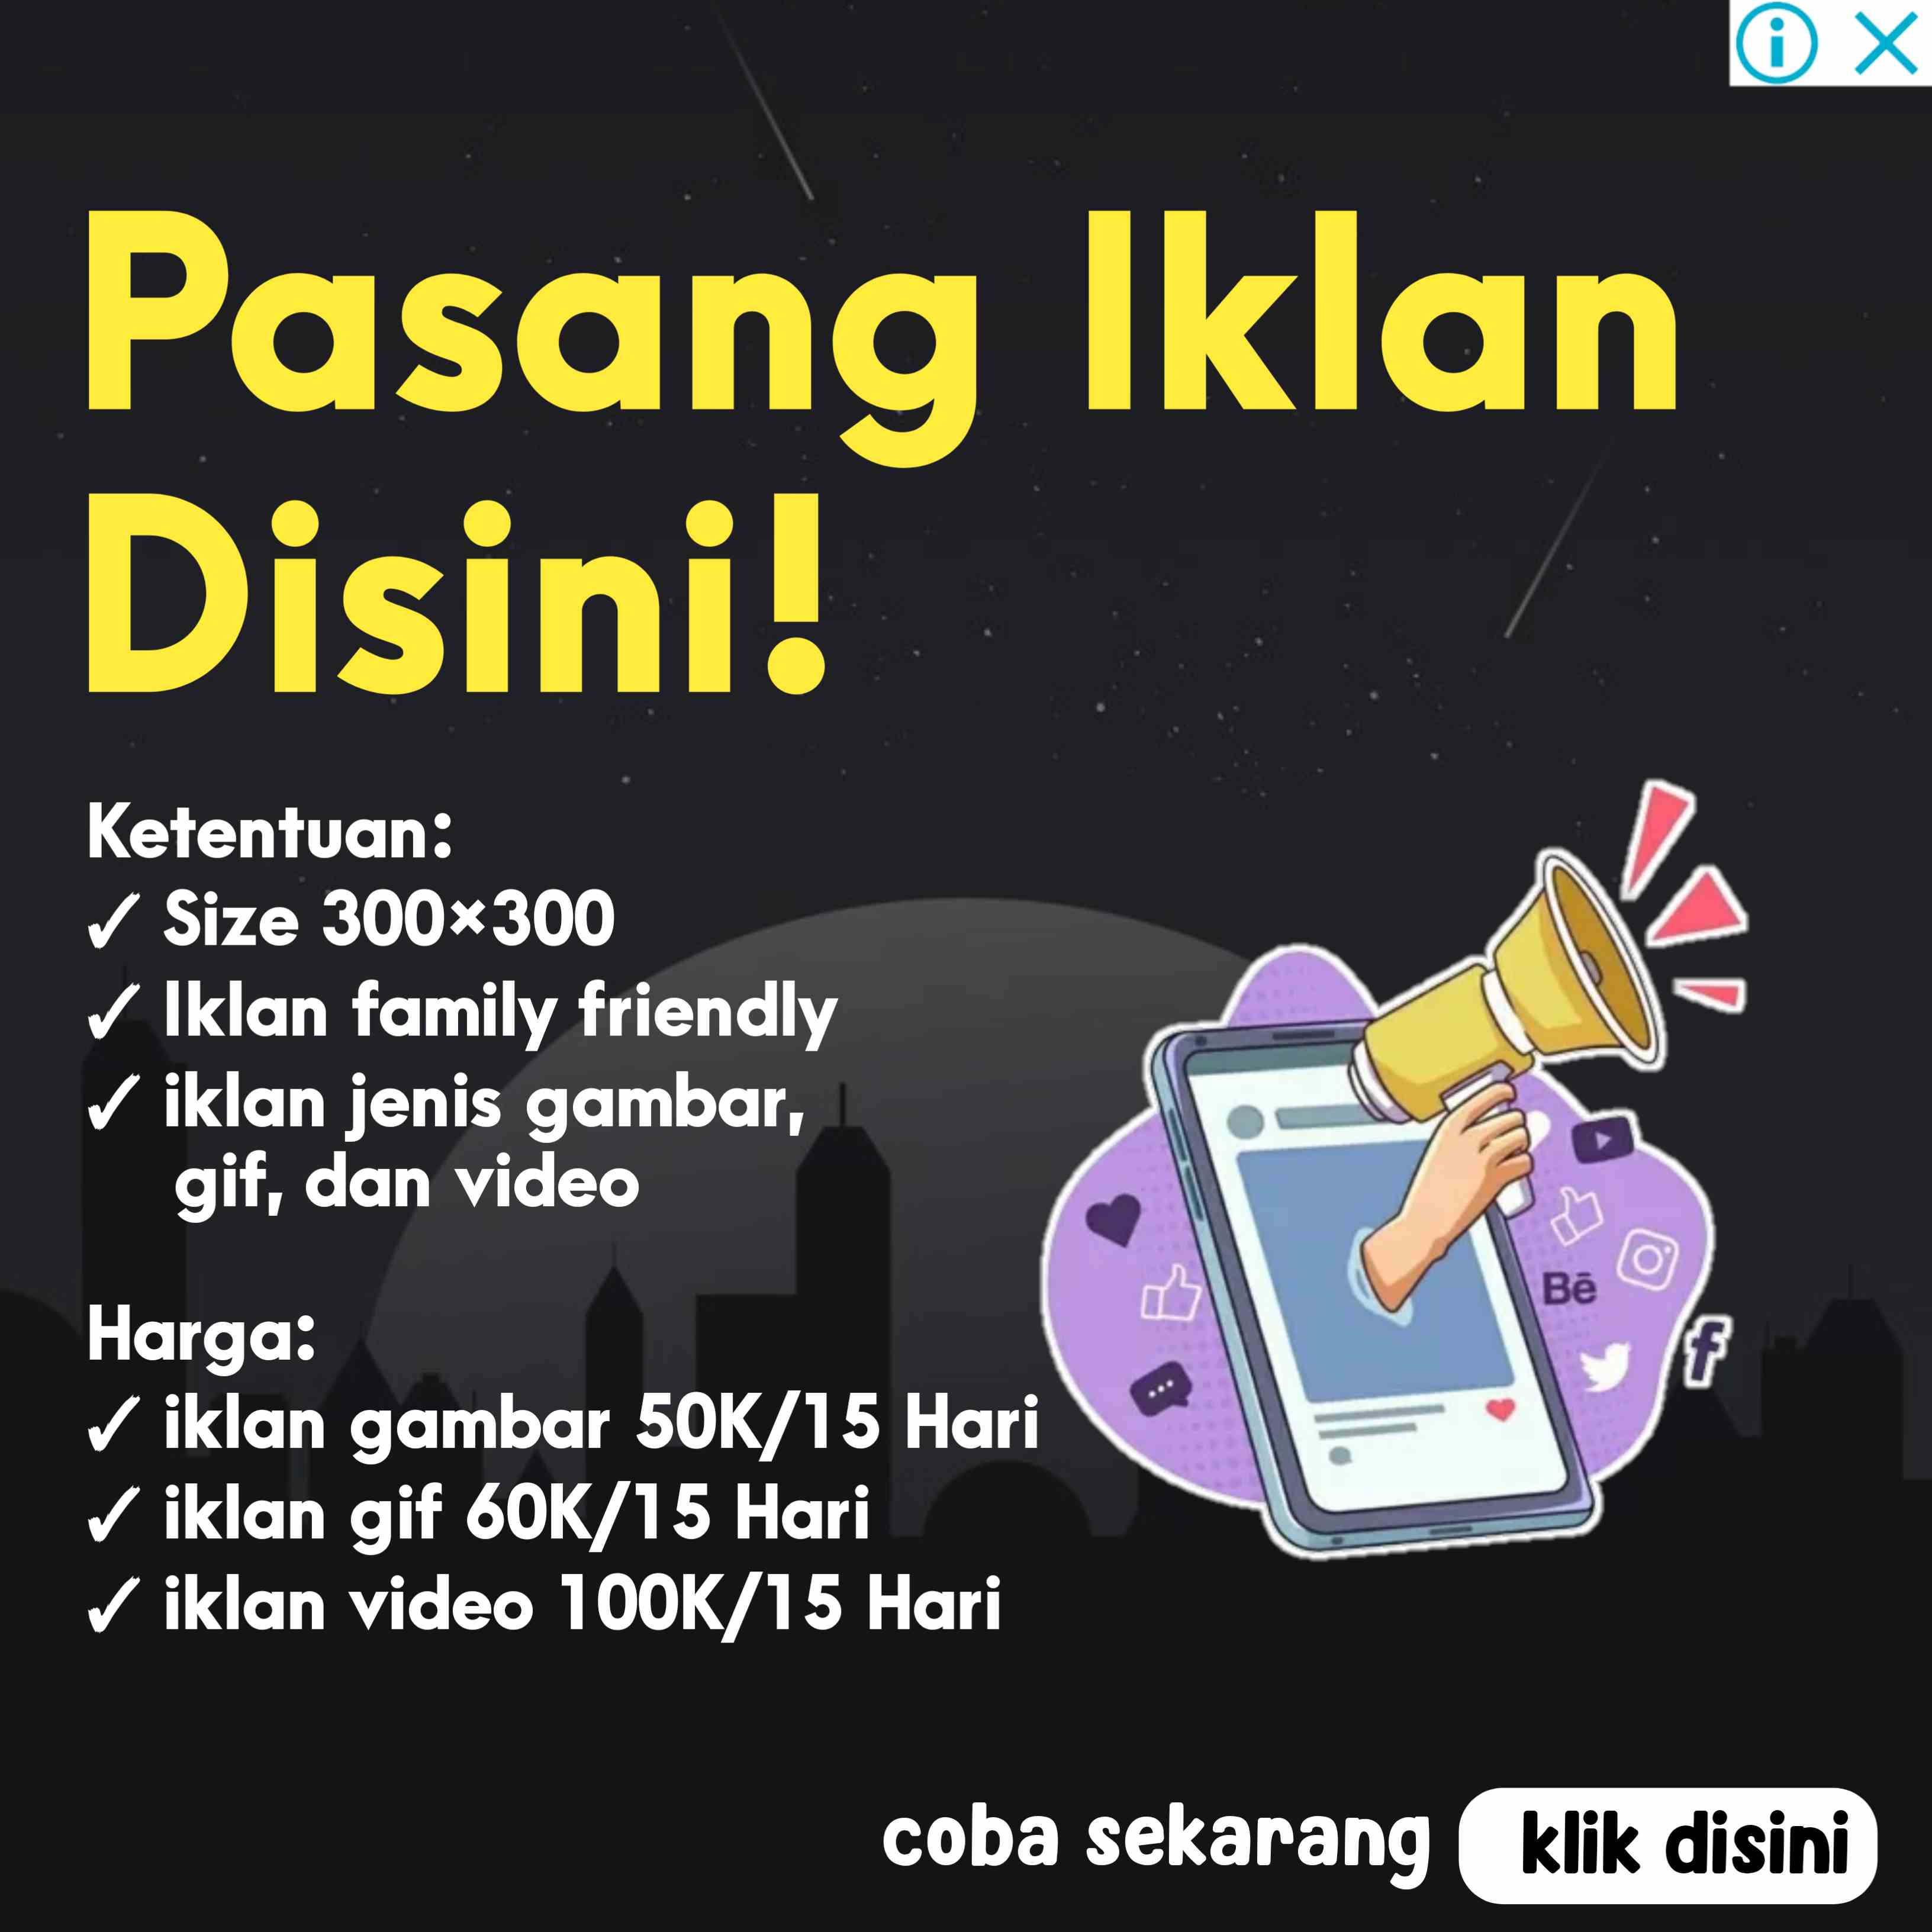 Pasang Iklan
Disini!
Ketentuan:
✓ Size 300×300
✓ Iklan family friendly
✓ iklan jenis gambar,
gif, dan video
Harga:
✓ iklan gambar 50K/15 Hari
✓ iklan gif 60K/15 Hari
✓ iklan video 100K/15 Hari
Bē
f
coba sekarang
klik disini